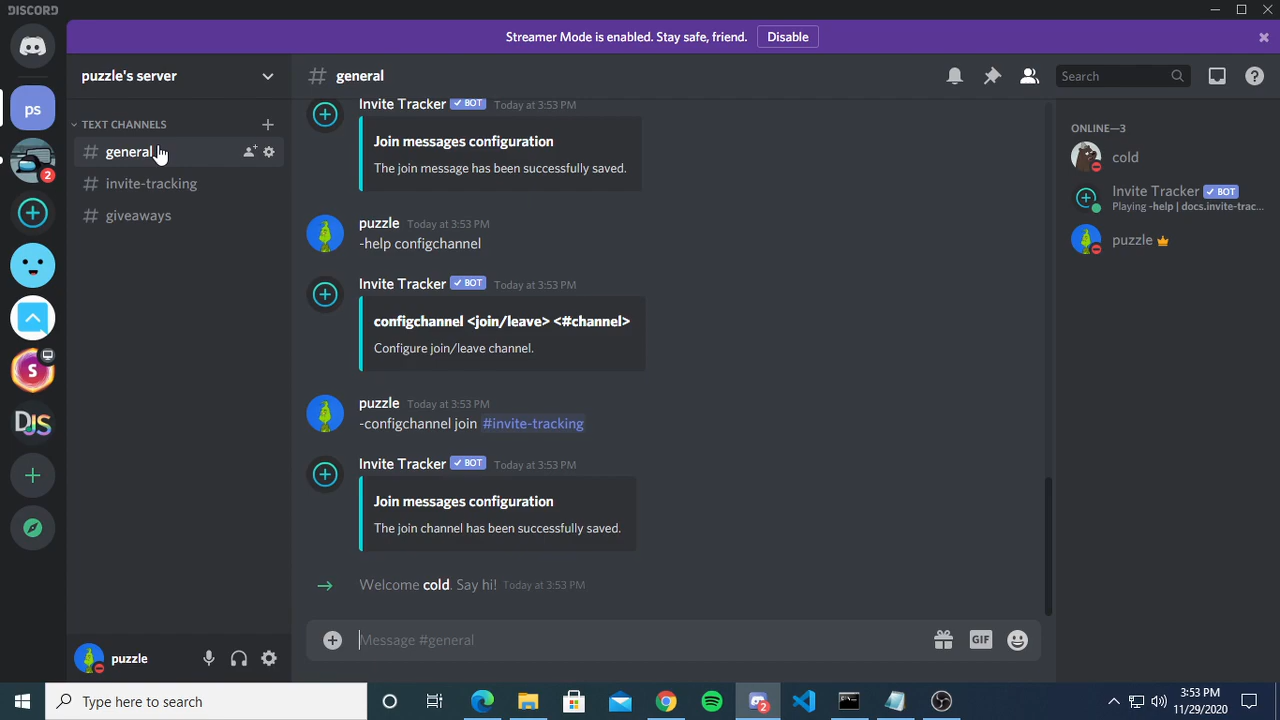 DISCORD
Streamer Mode is enabled. Stay safe, friend. Disable
puzzle's server
general
Search
ps
TEXT CHANNELS
general
invite-tracking
giveaways
2
S
DJS
Invite Tracker BOT Today at 3:53 PM
Join messages configuration
The join message has been successfully saved.
puzzle Today at 3:53 PM
-help configchannel
Invite Tracker BOT Today at 3:53 PM
configchannel <join/leave> <#channel>
Configure join/leave channel.
puzzle Today at 3:53 PM
-configchannel join #invite-tracking
Invite Tracker BOT Today at 3:53 PM
Join messages configuration
The join channel has been successfully saved.
Welcome cold. Say hi! Today at 3:53 PM
Message #general
GIF
ONLINE—3
cold
Invite Tracker BOT
Playing -help | docs.invite-trac...
puzzle
puzzle
Type here to search
2
3:53 PM
11/29/2020